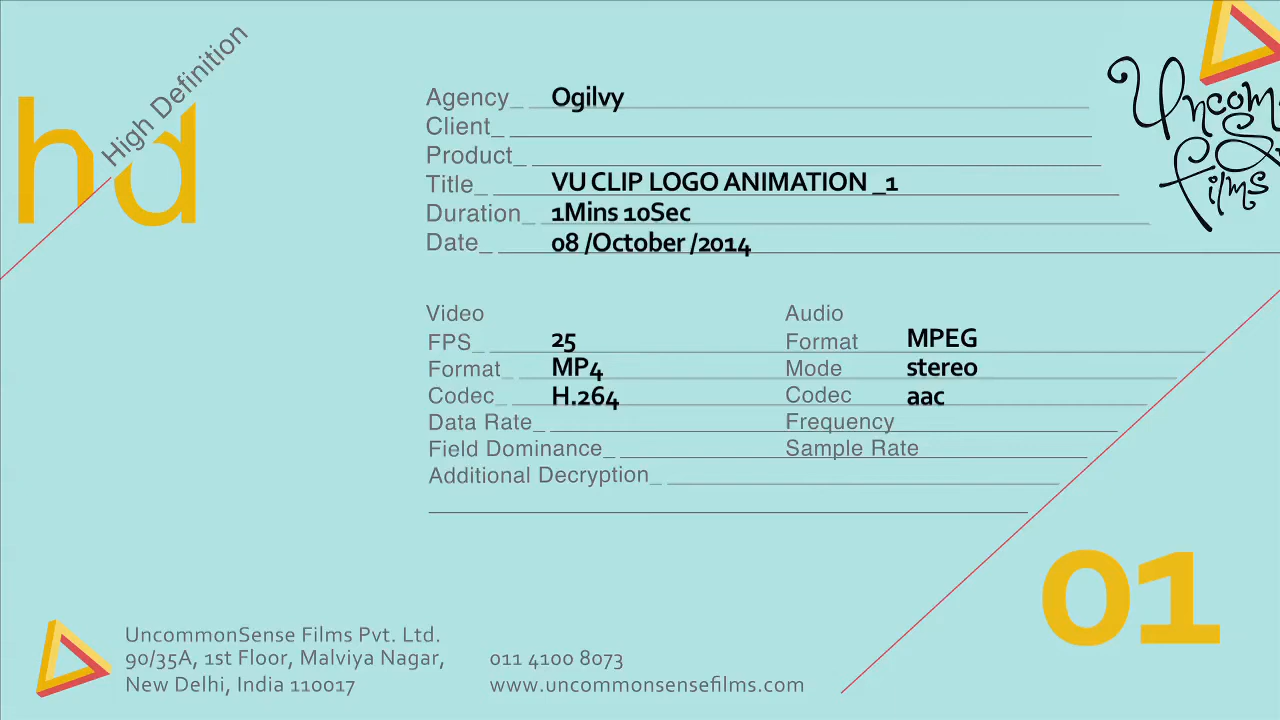 High Definition
hd
Agency_ Ogilvy
Client_
Product_
Title_ VU CLIP LOGO ANIMATION _1
Duration_ 1Mins 10Sec
Date_ 08 /October /2014
Uncom
S
films
Video
FPS_ 25
Format_ MP4
Codec_ H.264
Data Rate_
Field Dominance_
Additional Decryption_
Audio
Format MPEG
Mode stereo
Codec aac
Frequency
Sample Rate
01
UncommonSense Films Pvt. Ltd.
90/35A, 1st Floor, Malviya Nagar,
New Delhi, India 110017
011 4100 8073
www.uncommonsensefilms.com